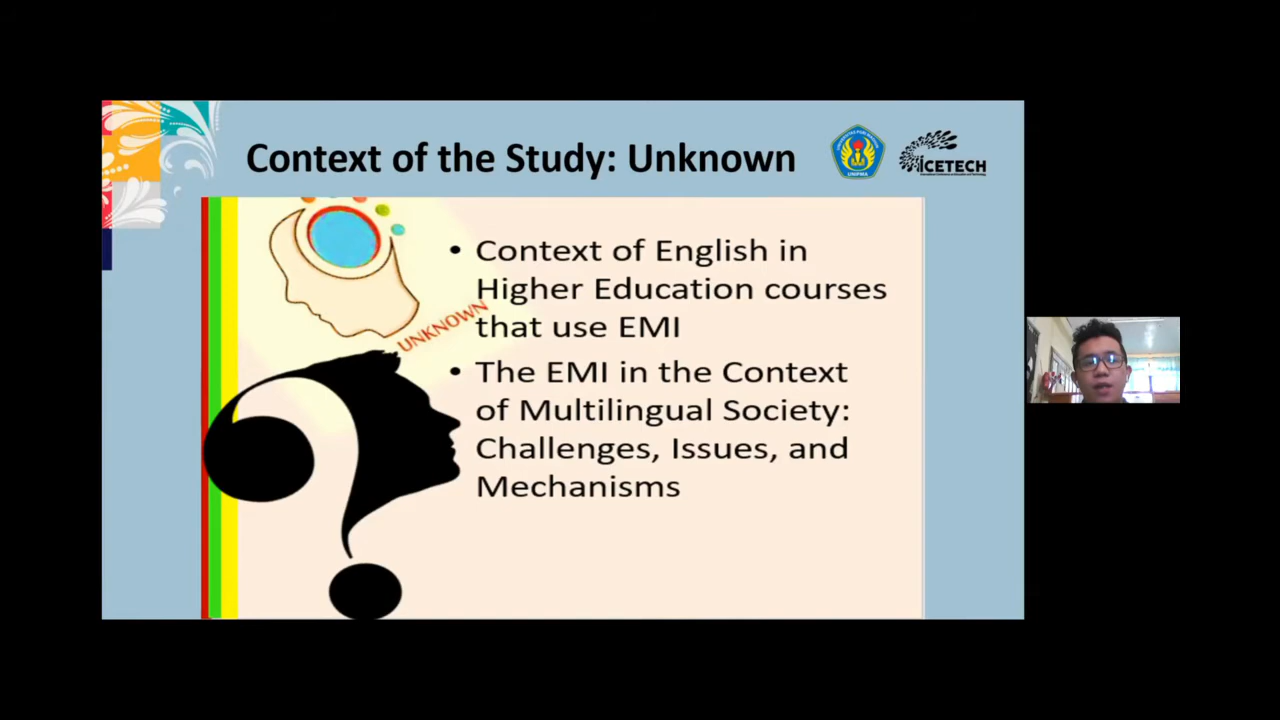 Context of the Study: Unknown
UNIPMA
ICETECH
UNKNOWN
• Context of English in
Higher Education courses
that use EMI
• The EMI in the Context
of Multilingual Society:
Challenges, Issues, and
Mechanisms